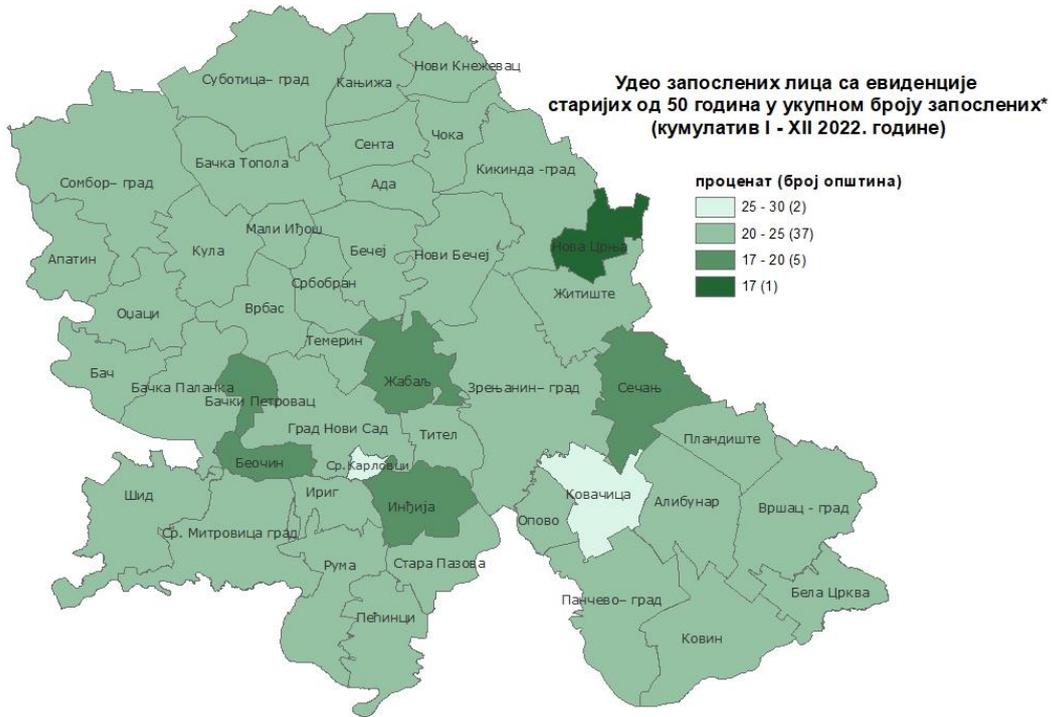 Удео запослених лица са евиденције
старијих од 50 година у укупном броју запослених*
(кумулатив I - XII 2022. године)
проценат (број општина)
25 - 30 (2)
20 - 25 (37)
17 - 20 (5)
17 (1)
Суботица– град
Кањижа
Нови Кнежевац
Чока
Сента
Бачка Топола
Сомбор– град
Ада
Кикинда -град
Мали Иђош
Кула
Бечеј
Нови Бечеј
Нова Црња
Апатин
Србобран
Житиште
Оџаци
Врбас
Темерин
Бач
Бачка Паланка
Жабаљ
Зрењанин– град
Сечањ
Бачки Петровац
Град Нови Сад
Тител
Пландиште
Беочин
Ср. Карловци
Шид
Ириг
Инђија
Ковачица
Алибунар
Вршац - град
Опово
Ср. Митровица град
Рума
Стара Пазова
Бела Црква
Панчево– град
Пећинци
Ковин